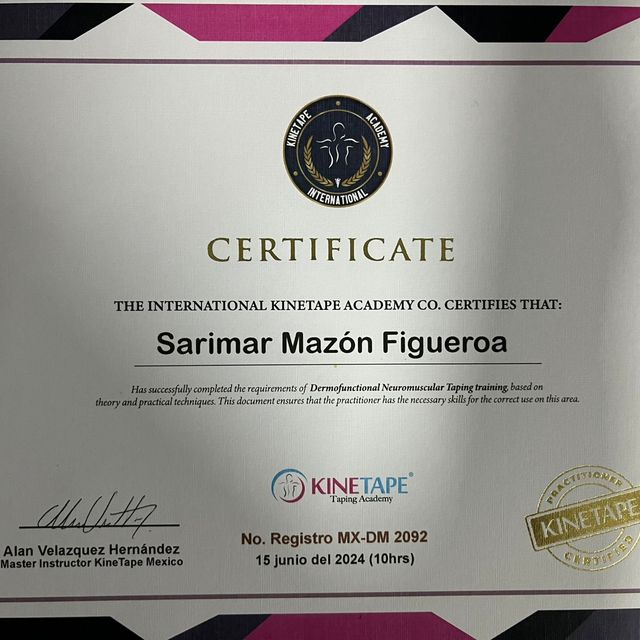 KINETAPE ACADEMY
INTERNATIONAL
CERTIFICATE
THE INTERNATIONAL KINETAPE ACADEMY CO. CERTIFIES THAT:
Sarimar Mazón Figueroa
Has successfully completed the requirements of Dermofunctional Neuromuscular Taping training, based on
theory and practical techniques. This document ensures that the practitioner has the necessary skills for the correct use on this area.
KINETAPE®
Taping Academy
PRACTITIONER
KINETAPE
CERTIFIED
Alan Velazquez Hernández
Master Instructor KineTape Mexico
No. Registro MX-DM 2092
15 junio del 2024 (10hrs)